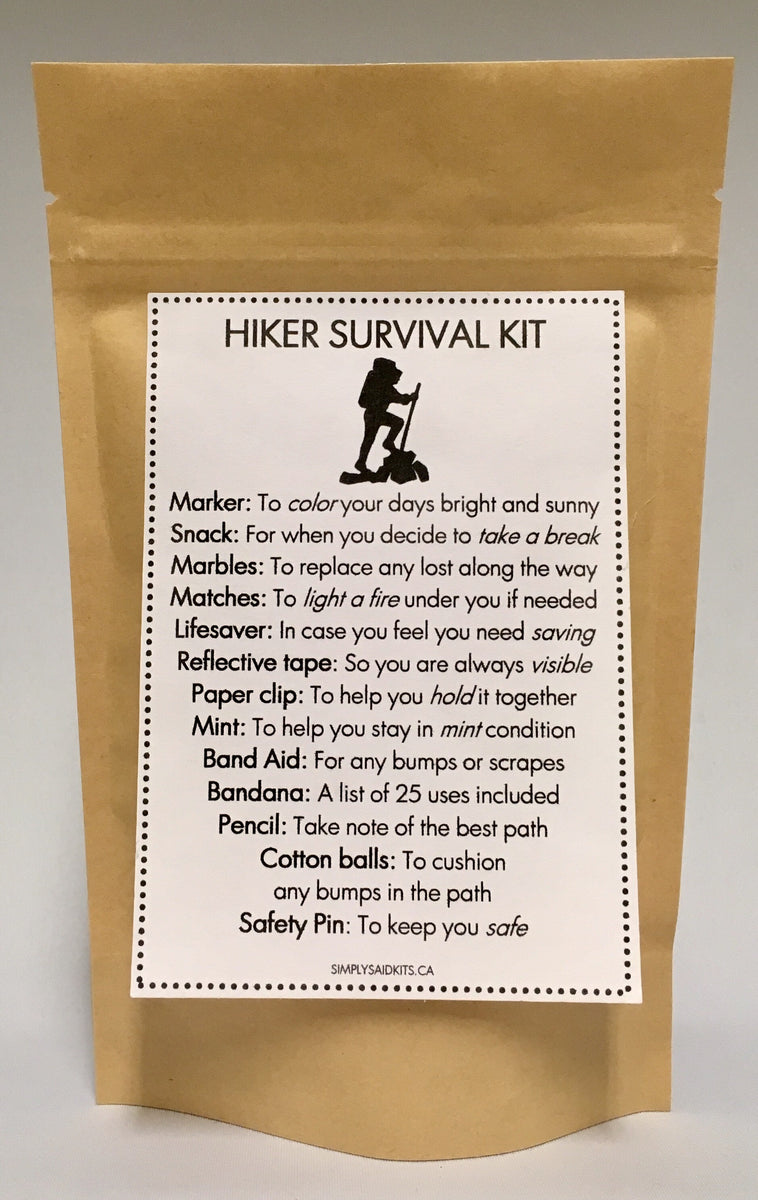 HIKER SURVIVAL KIT
Marker: To color your days bright and sunny
Snack: For when you decide to take a break
Marbles: To replace any lost along the way
Matches: To light a fire under you if needed
Lifesaver: In case you feel you need saving
Reflective tape: So you are always visible
Paper clip: To help you hold it together
Mint: To help you stay in mint condition
Band Aid: For any bumps or scrapes
Bandana: A list of 25 uses included
Pencil: Take note of the best path
Cotton balls: To cushion
any bumps in the path
Safety Pin: To keep you safe
SIMPLYSAIDKITS.CA